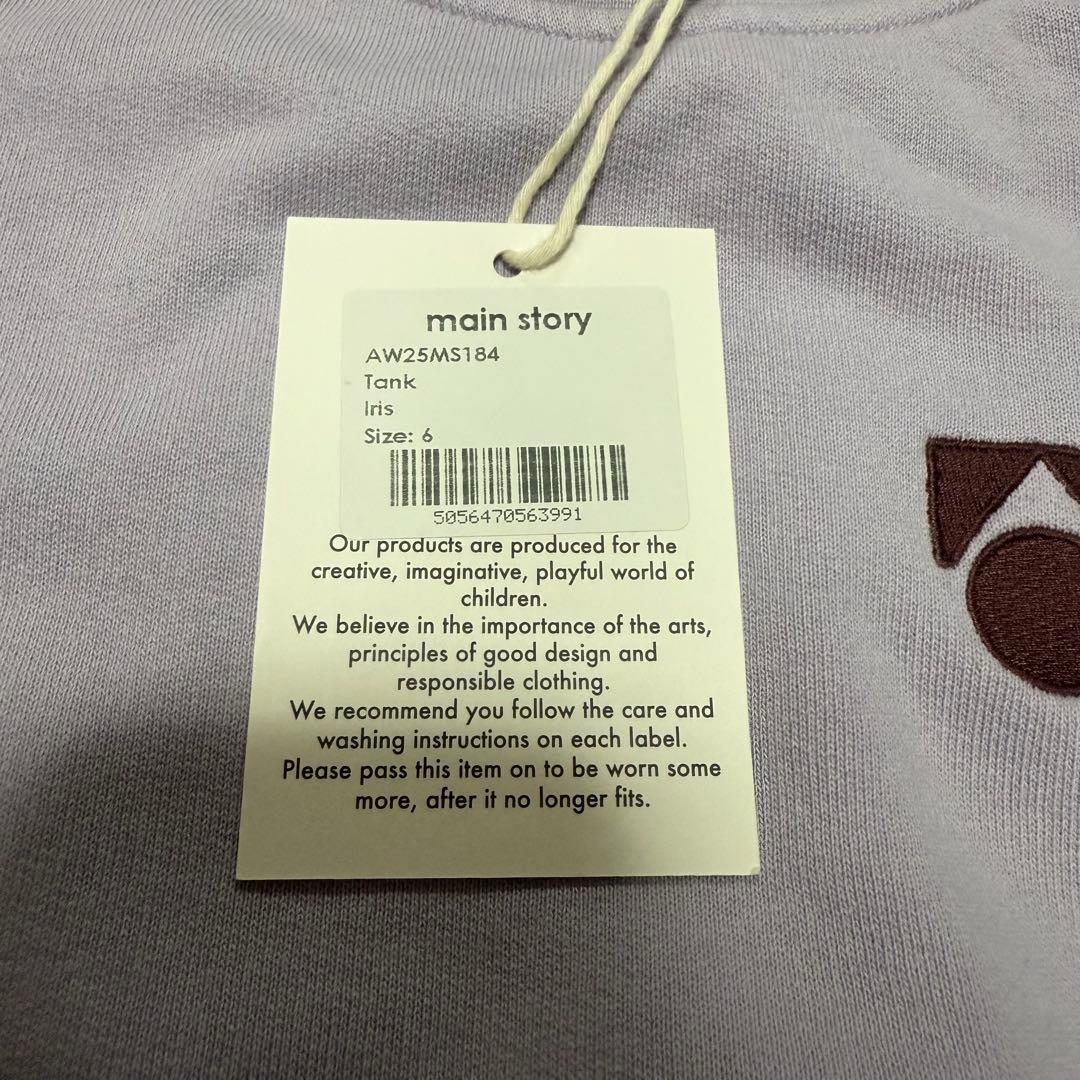 main story
AW25MS184
Tank
Iris
Size: 6
5056470563991
Our products are produced for the
creative, imaginative, playful world of
children.
We believe in the importance of the arts,
principles of good design and
responsible clothing.
We recommend you follow the care and
washing instructions on each label.
Please pass this item on to be worn some
more, after it no longer fits.